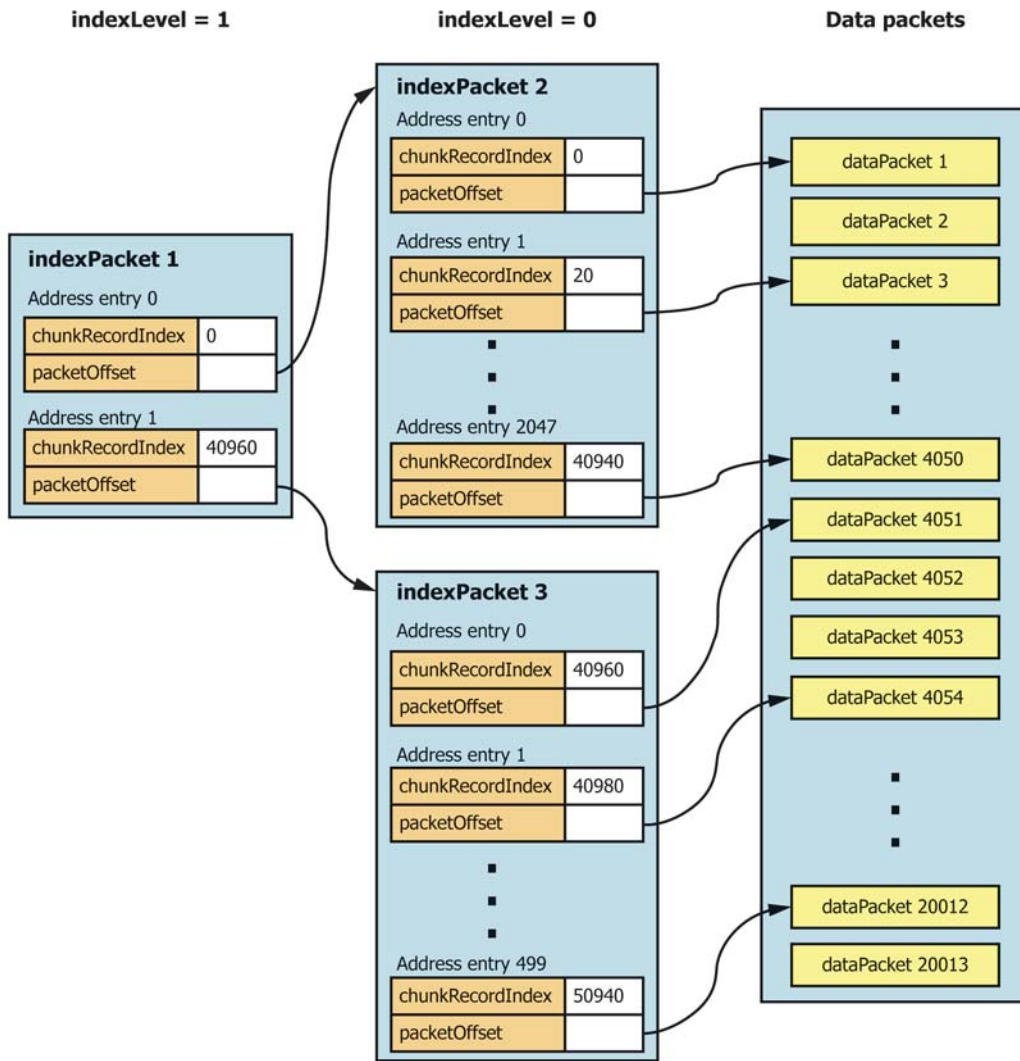 indexLevel = 1
indexLevel = 0
Data packets
indexPacket 1
Address entry 0
chunkRecordIndex 0
packetOffset
Address entry 1
chunkRecordIndex 40960
packetOffset
indexPacket 2
Address entry 0
chunkRecordIndex 0
packetOffset
Address entry 1
chunkRecordIndex 20
packetOffset
Address entry 2047
chunkRecordIndex 40940
packetOffset
indexPacket 3
Address entry 0
chunkRecordIndex 40960
packetOffset
Address entry 1
chunkRecordIndex 40980
packetOffset
Address entry 499
chunkRecordIndex 50940
packetOffset
dataPacket 1
dataPacket 2
dataPacket 3
dataPacket 4050
dataPacket 4051
dataPacket 4052
dataPacket 4053
dataPacket 4054
dataPacket 20012
dataPacket 20013